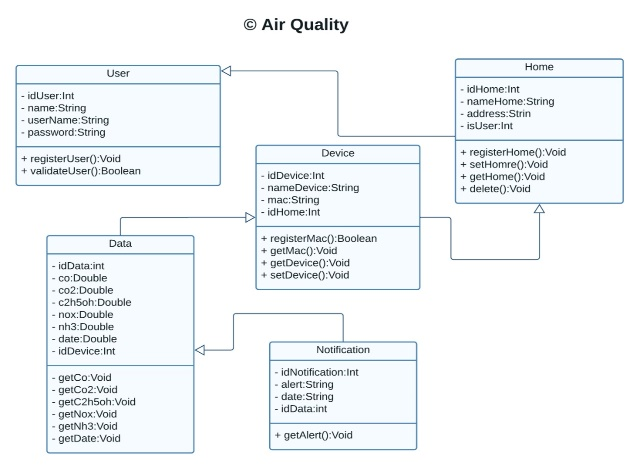 © Air Quality
User
- idUser:Int
- name:String
- userName:String
- password:String
+ registerUser():Void
+ validateUser():Boolean
Home
- idHome:Int
- nameHome:String
- address:Strin
- isUser:Int
+ registerHome():Void
+ setHomre():Void
+ getHome():Void
+ delete():Void
Device
- idDevice:Int
- nameDevice:String
- mac:String
- idHome:Int
+ registerMac():Boolean
+ getMac():Void
+ getDevice():Void
+ setDevice():Void
Data
- idData:int
- co:Double
- co2:Double
- c2h5oh:Double
- nox:Double
- nh3:Double
- date:Double
- idDevice:Int
- getCo:Void
- getCo2:Void
- getC2h5oh:Void
- getNox:Void
- getNh3:Void
- getDate:Void
Notification
- idNotification:Int
- alert:String
- date:String
- idData:int
+ getAlert():Void